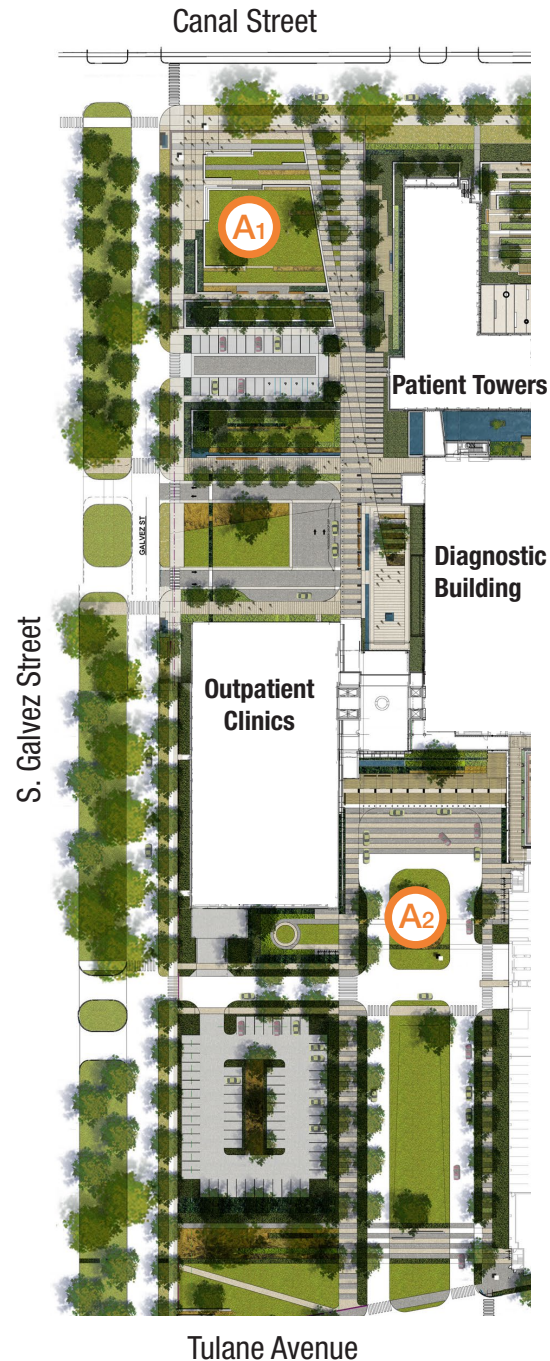 Canal Street
A1
Patient Towers
GALVEZ ST
Diagnostic
Building
S. Galvez Street
Outpatient
Clinics
A2
Tulane Avenue